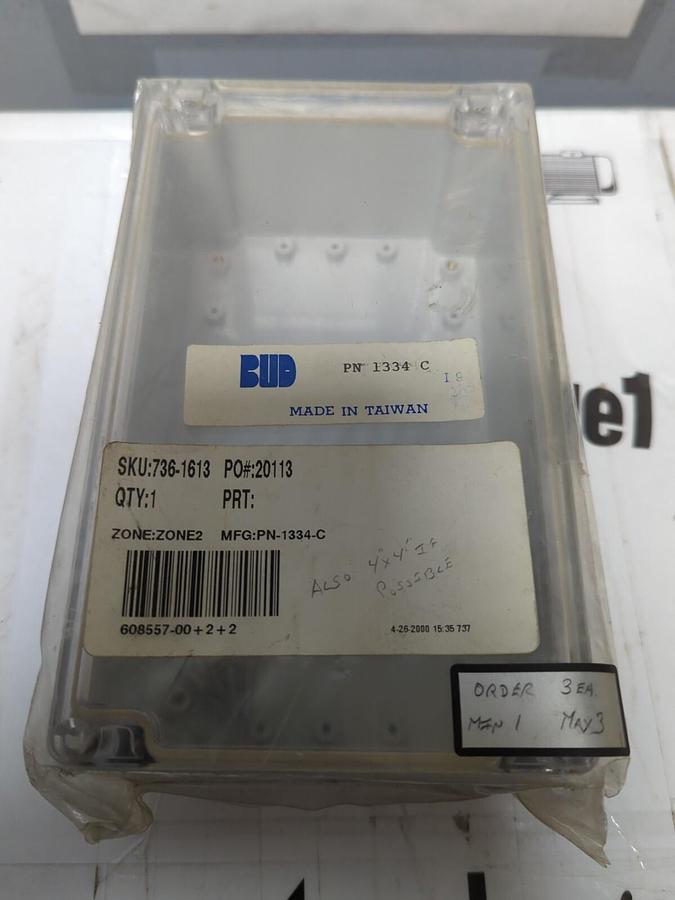 BUD PN 1334 C
MADE IN TAIWAN
SKU:736-1613 PO#:20113
QTY:1 PRT:
ZONE:ZONE2 MFG:PN-1334-C
ALSO 4"x4" IF
POSSIBLE
608557-00+2+2 4-26-2000 15:35 737
ORDER 3 EA.
MIN 1 MAY 3